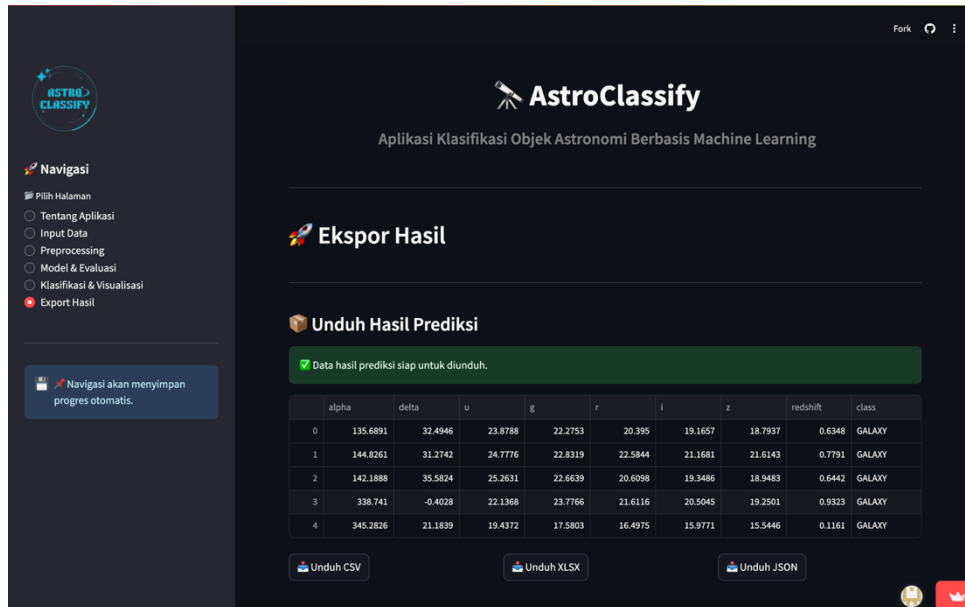 Fork
ASTRO
CLASSIFY
AstroClassify
Aplikasi Klasifikasi Objek Astronomi Berbasis Machine Learning
Navigasi
Pilih Halaman
Tentang Aplikasi
Input Data
Preprocessing
Model & Evaluasi
Klasifikasi & Visualisasi
Export Hasil
Navigasi akan menyimpan
progres otomatis.
Ekspor Hasil
Unduh Hasil Prediksi
Data hasil prediksi siap untuk diunduh.
alpha delta u g r i z redshift class
0 135.6891 32.4946 23.8788 22.2753 20.395 19.1657 18.7937 0.6348 GALAXY
1 144.8261 31.2742 24.7776 22.8319 22.5844 21.1681 21.6143 0.7791 GALAXY
2 142.1888 35.5824 25.2631 22.6639 20.6098 19.3486 18.9483 0.6442 GALAXY
3 338.741 -0.4028 22.1368 23.7766 21.6116 20.5045 19.2501 0.9323 GALAXY
4 345.2826 21.1839 19.4372 17.5803 16.4975 15.9771 15.5446 0.1161 GALAXY
Unduh CSV
Unduh XLSX
Unduh JSON